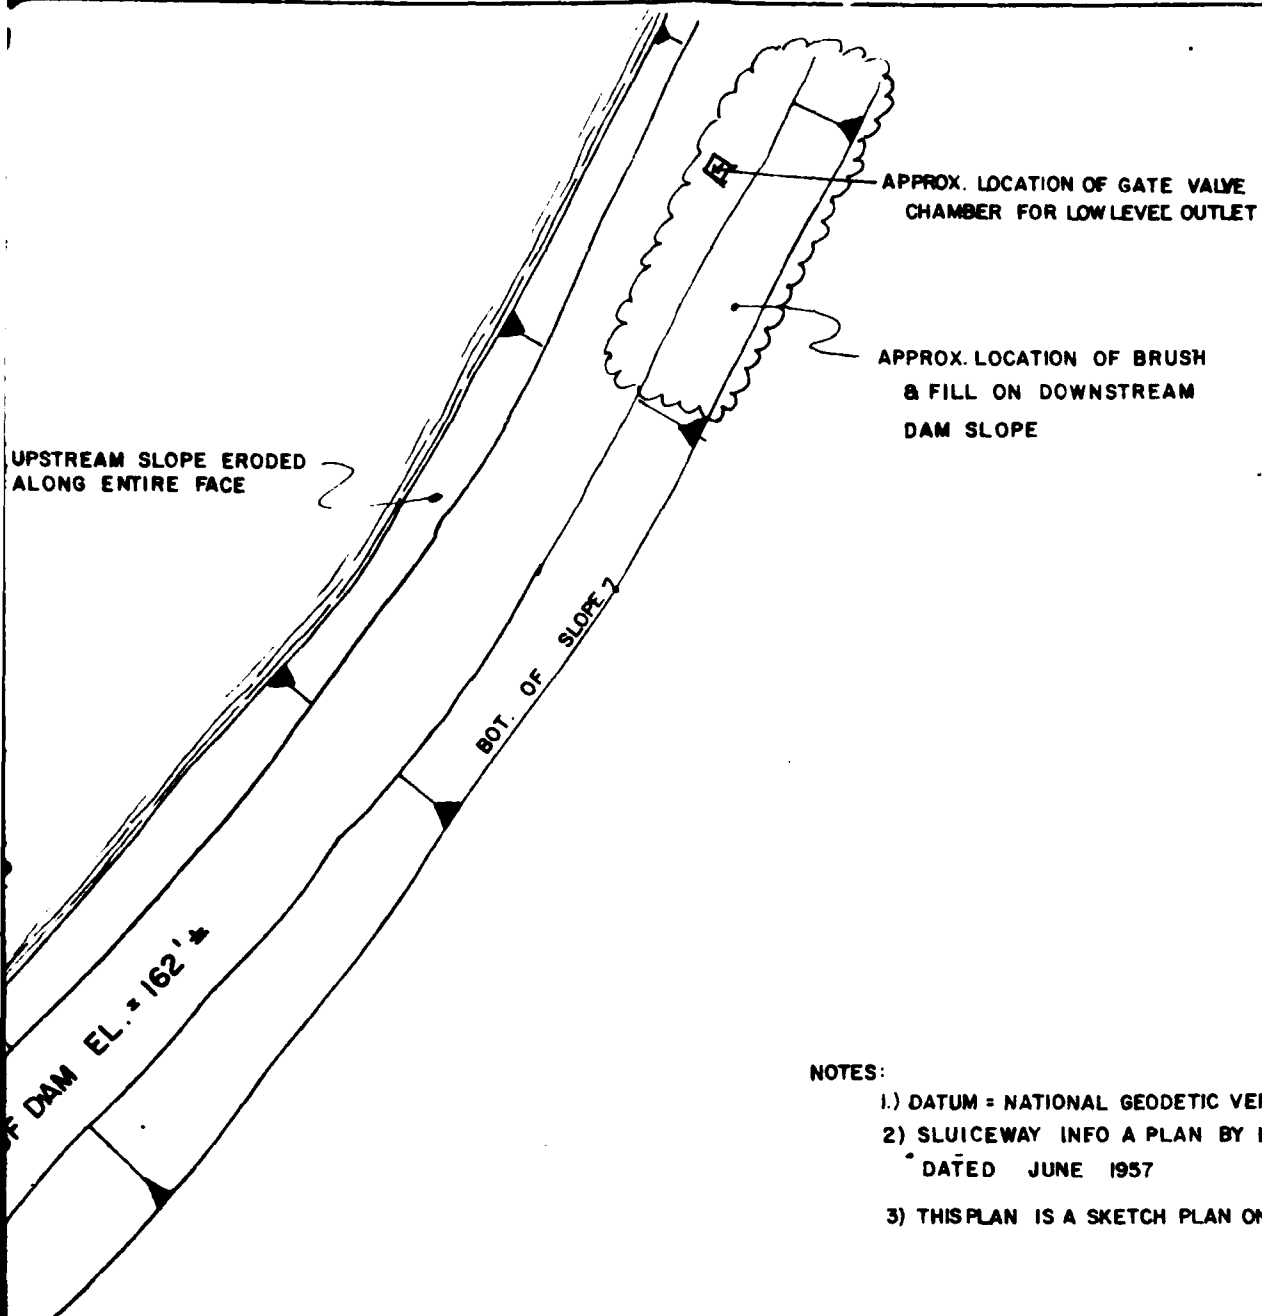 APPROX. LOCATION OF GATE VALVE
CHAMBER FOR LOW LEVEL OUTLET
APPROX. LOCATION OF BRUSH
& FILL ON DOWNSTREAM
DAM SLOPE
UPSTREAM SLOPE ERODED
ALONG ENTIRE FACE
BOT. OF SLOPE
OF DAM EL. = 162' ±
NOTES:
1.) DATUM = NATIONAL GEODETIC VE
2) SLUICEWAY INFO A PLAN BY
DATED JUNE 1957
3) THIS PLAN IS A SKETCH PLAN ON